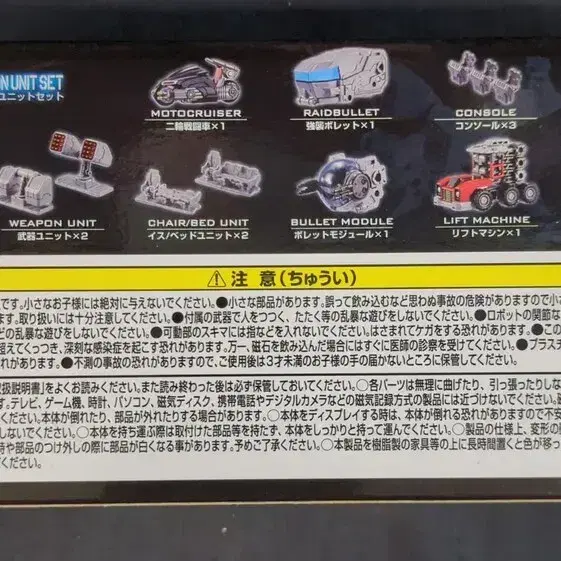 ON UNIT SET
ユニットセット
MOTOCRUISER
二輪戦闘車×1
RAIDBULLET
強襲ボレット×1
CONSOLE
コンソール×3
WEAPON UNIT
武器ユニット×2
CHAIR/BED UNIT
イス/ベッドユニット×2
BULLET MODULE
ボレットモジュール×1
LIFT MACHINE
リフトマシン×1
注 意(ちゅうい)
です。小さなお子様には絶対に与えないでください。●小さな部品があります。誤って飲み込むなど思わぬ事故の危険がありますので小さ
ます。取り扱いには十分注意してください。●付属の武器で人をつつく、たたく等の乱暴な遊びをしないでください。●ロボットの関節な
どの乱暴な遊びをしないでください。●可動部のスキマには指などを入れないでください。はさまれてケガをする恐れがあります。●この
超えてくっつき、深刻な感染症を起こす恐れがあります。万一、磁石を飲み込んだ場合にはすぐに医師の診察を受けてください。●プラスチ
●不測の事故の恐れがあります、ご使用後は3才未満のお子様の手の届かないところに保管してください。
取扱説明書」をよくお読みください。また読み終わった後は必ず保管しておいてください。○各パーツは無理に曲げたり、引っ張ったりしな
す。テレビ、ゲーム機、時計、パソコン、磁気ディスク、携帯電話やデジタルカメラなどの磁気記録方式の製品には近づけないでください。
本体が倒れたり、部品が外れたりする場合があります。○本体をディスプレイする時は、本体が倒れる恐れがありますので不安
しないでください。○本体を持ち運ぶ際は取付けた部品等を持たず、本体をしっかりと持って運んでください。○製品の仕様上、変形の
時や部品のつけ外しの際に部品が白くなる事があります。予めご了承ください。○本製品を樹脂製の家具等の上に長時間置くと色が移っ
ください。